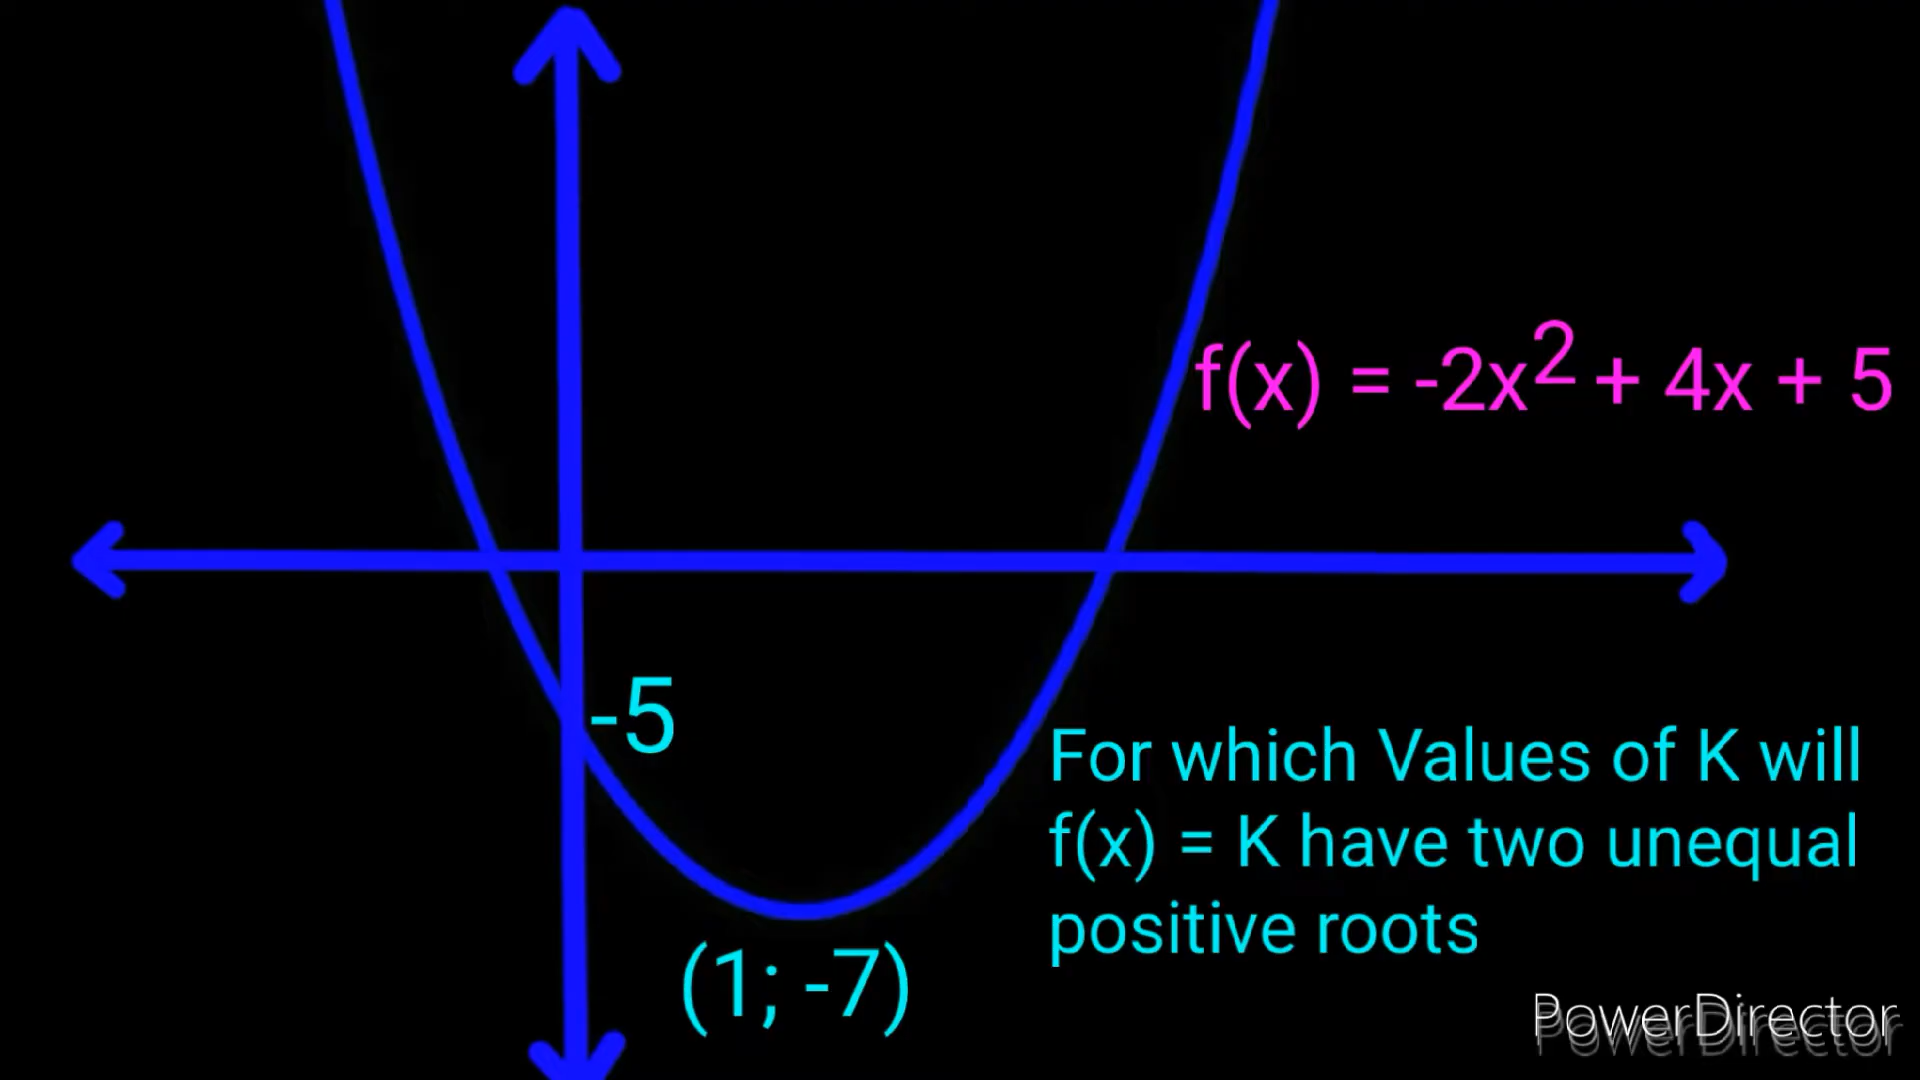 f(x) = -2x² + 4x + 5
-5
For which Values of K will
f(x) = K have two unequal
positive roots
(1; -7)
PowerDirector